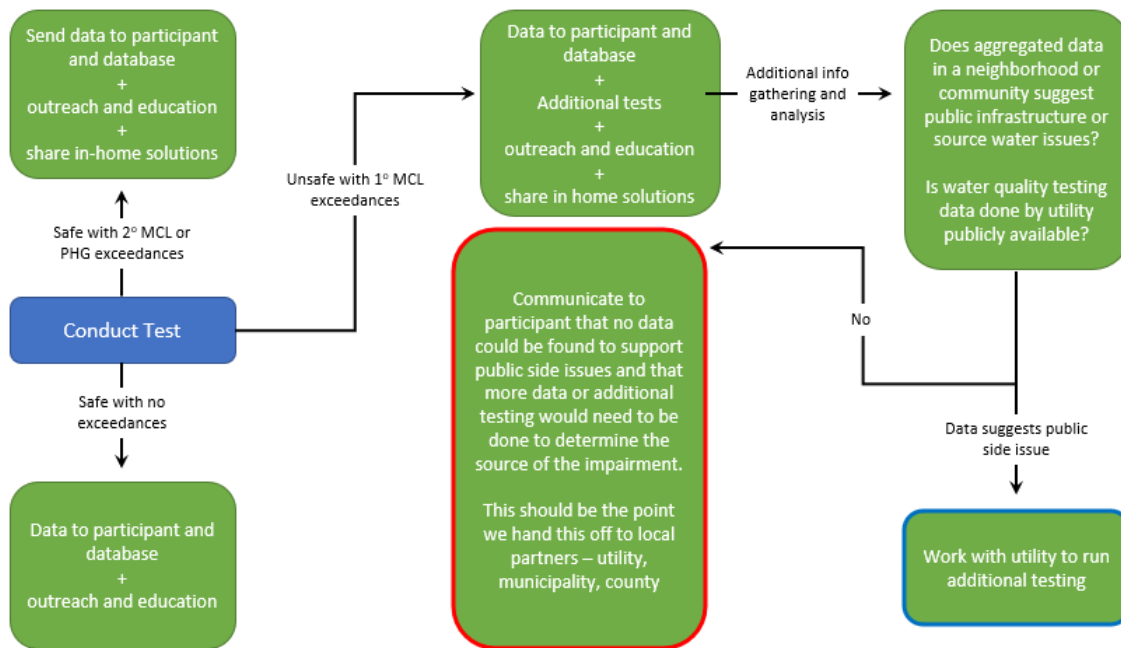 Send data to participant
and database
+
outreach and education
+
share in-home solutions
Safe with 2º MCL or
PHG exceedances
Conduct Test
Safe with no
exceedances
Data to participant and
database
+
outreach and education
Unsafe with 1º MCL
exceedances
Data to participant and
database
+
Additional tests
+
outreach and education
+
share in home solutions
Additional info
gathering and
analysis
Does aggregated data
in a neighborhood or
community suggest
public infrastructure or
source water issues?
Is water quality testing
data done by utility
publicly available?
No
Communicate to
participant that no data
could be found to support
public side issues and that
more data or additional
testing would need to be
done to determine the
source of the impairment.
This should be the point
we hand this off to local
partners – utility,
municipality, county
Data suggests public
side issue
Work with utility to run
additional testing